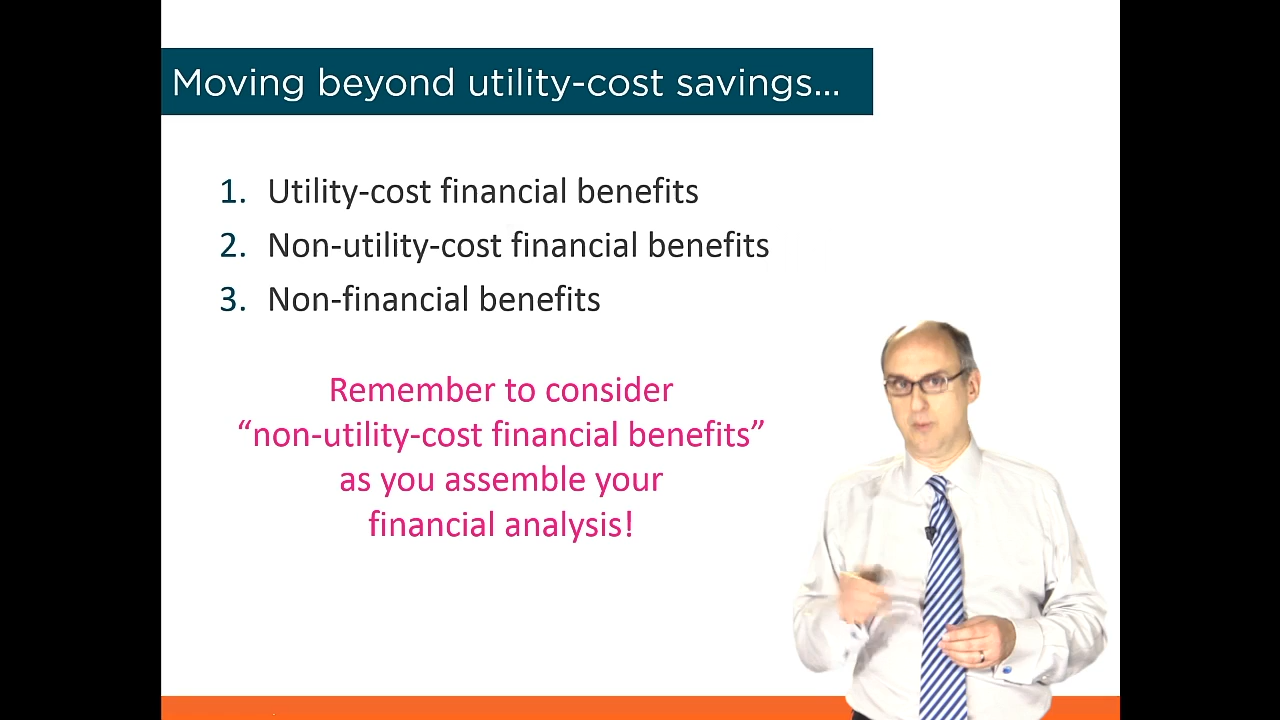 Moving beyond utility-cost savings...
1. Utility-cost financial benefits
2. Non-utility-cost financial benefits
3. Non-financial benefits
Remember to consider
“non-utility-cost financial benefits”
as you assemble your
financial analysis!